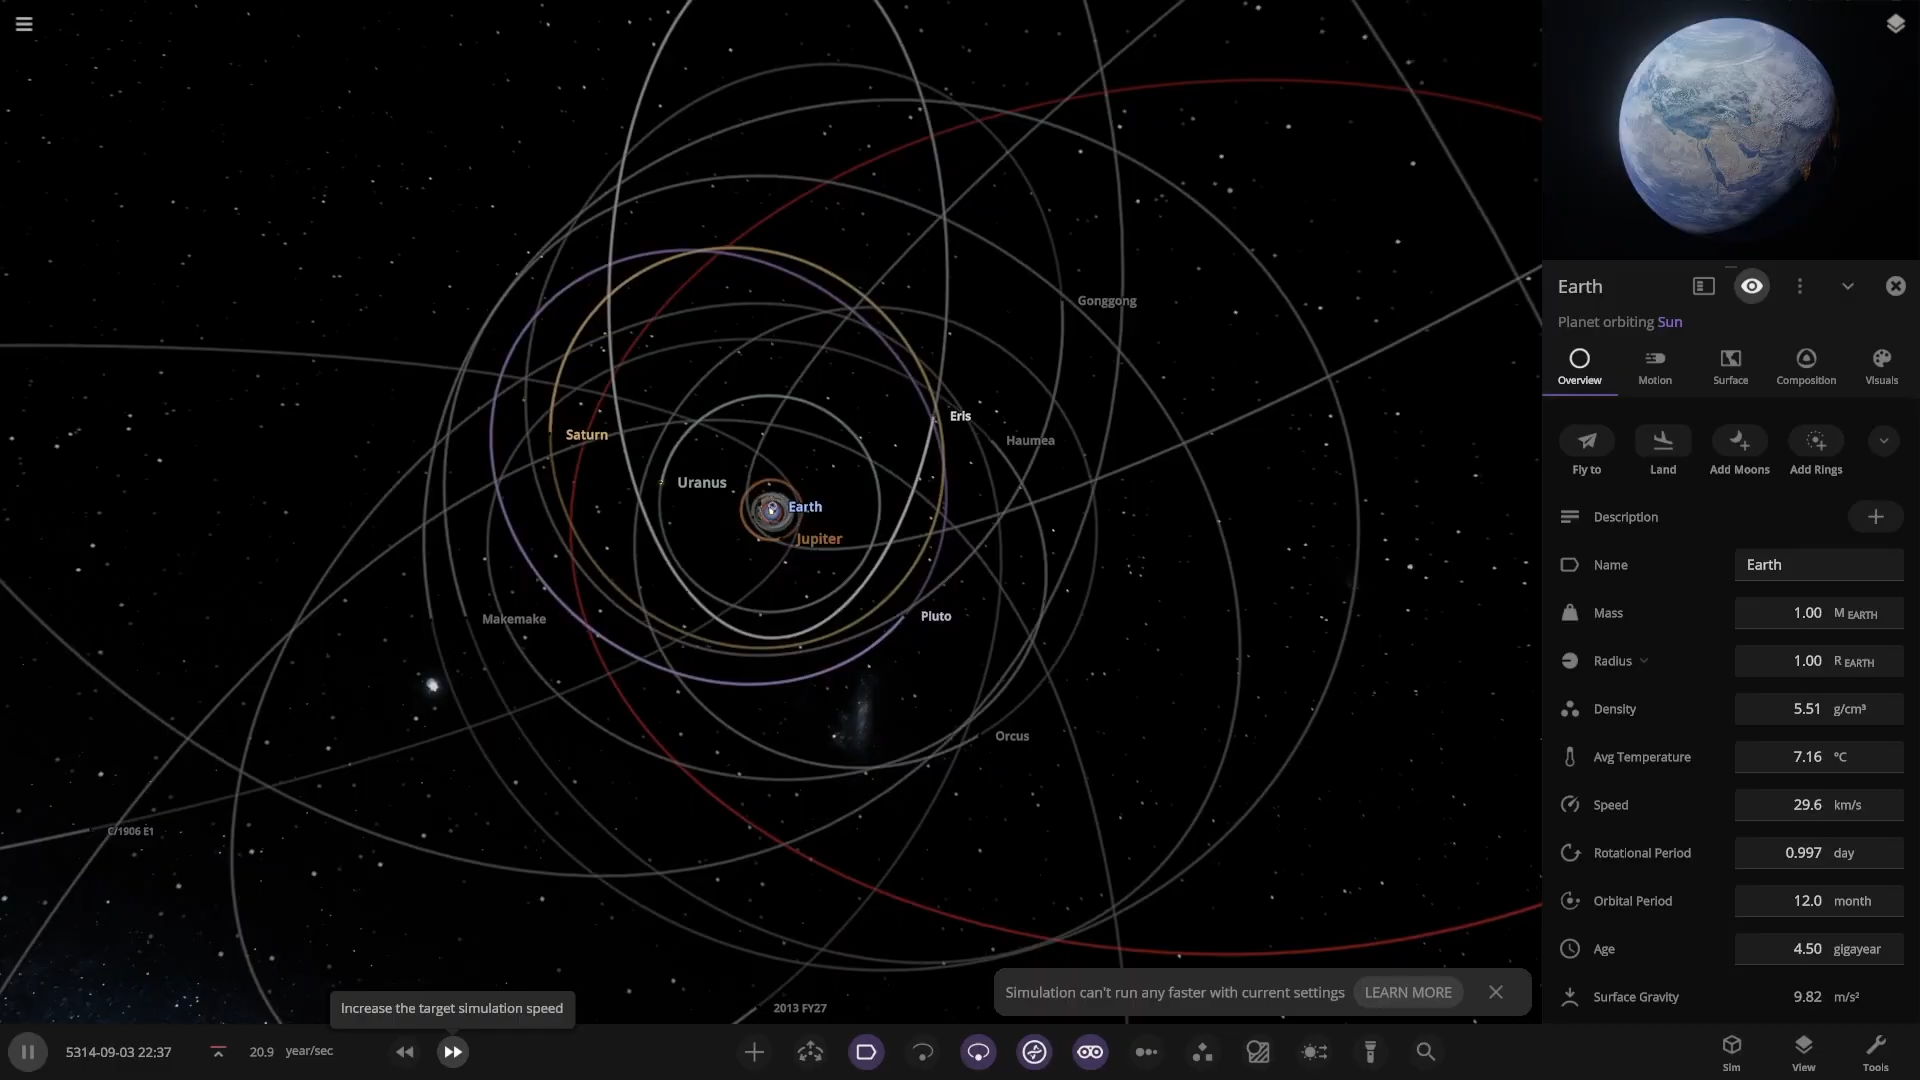 Gonggong
Eris
Saturn
Haumea
Uranus
Earth
Jupiter
Makemake
Pluto
Orcus
C/1906 E1
2013 FY27
Earth
Planet orbiting Sun
Overview
Motion
Surface
Composition
Visuals
Fly to
Land
Add Moons
Add Rings
Description
Name Earth
Mass 1.00 M EARTH
Radius 1.00 R EARTH
Density 5.51 g/cm³
Avg Temperature 7.16 °C
Speed 29.6 km/s
Rotational Period 0.997 day
Orbital Period 12.0 month
Age 4.50 gigayear
Surface Gravity 9.82 m/s²
Simulation can't run any faster with current settings LEARN MORE
Increase the target simulation speed
5314-09-03 22:37 20.9 year/sec
Sim
View
Tools